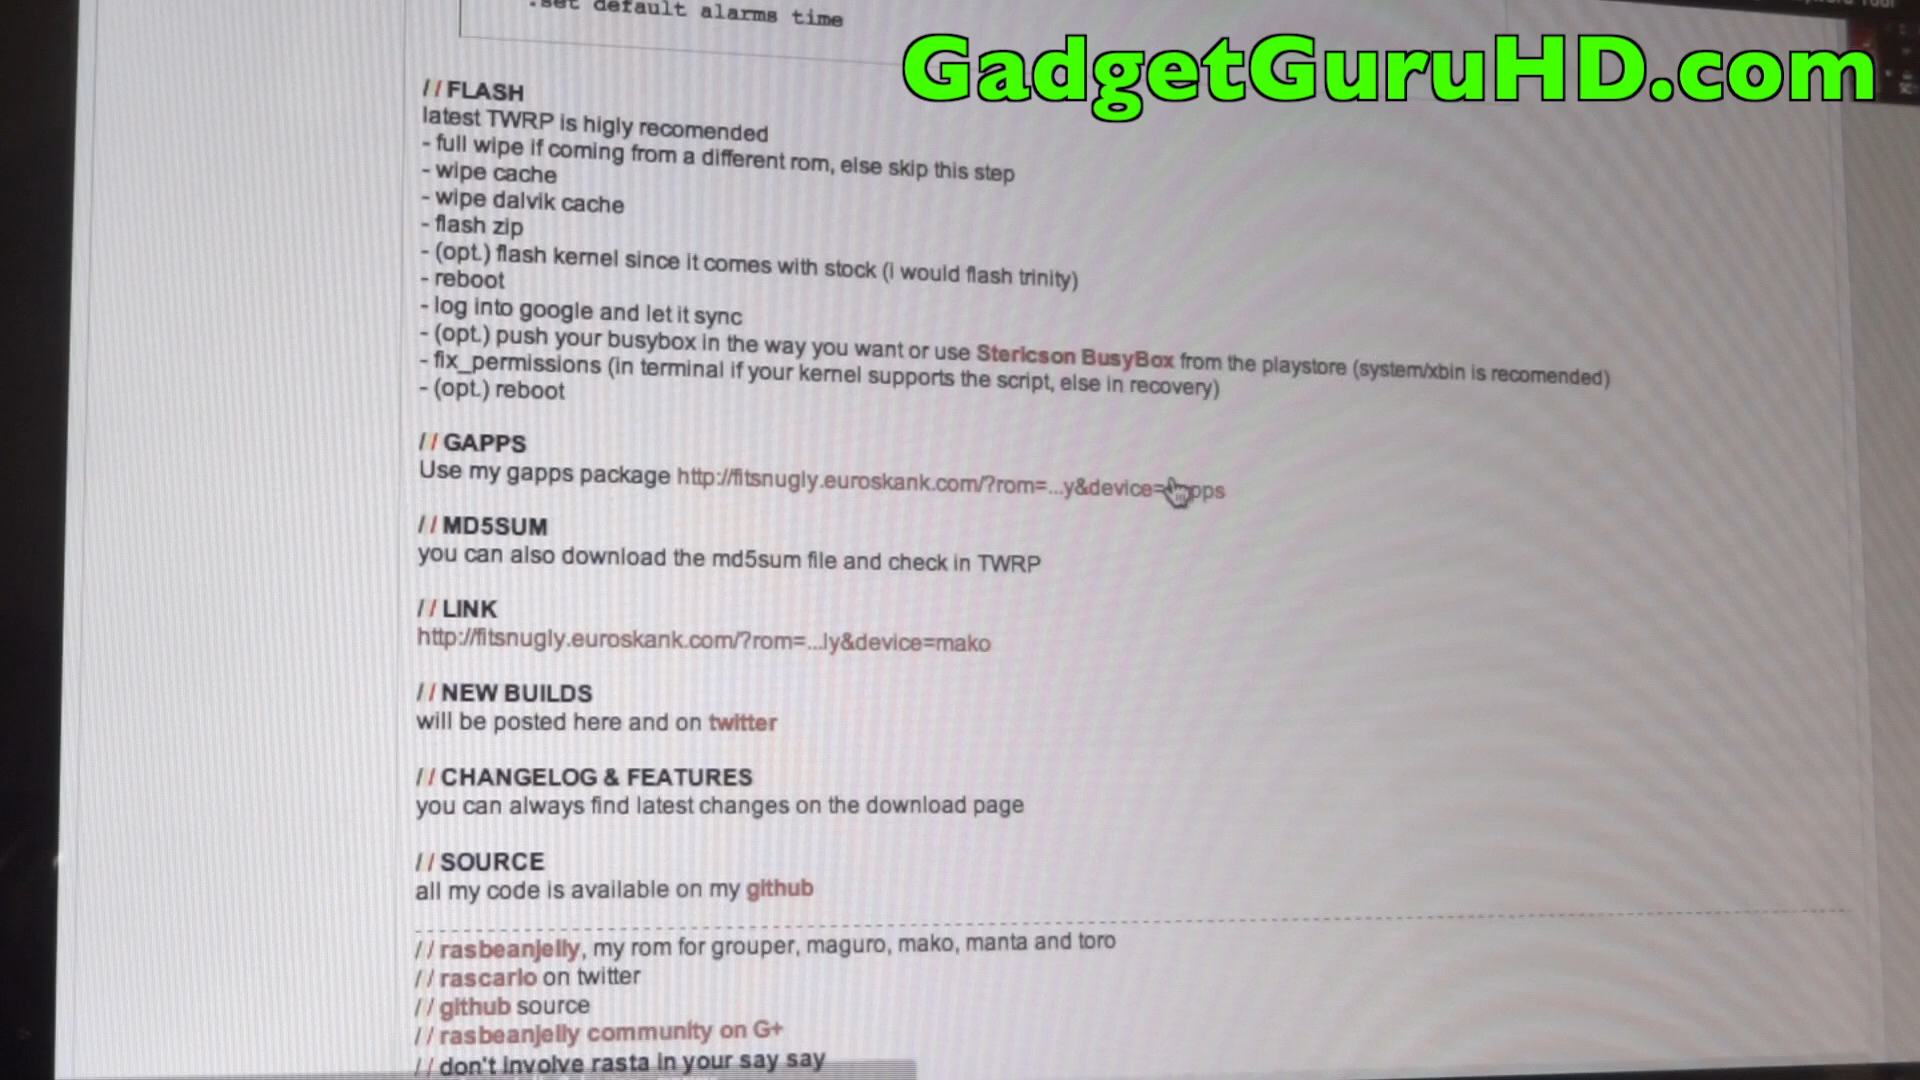 .set default alarms time
GadgetGuruHD.com
//FLASH
latest TWRP is higly recomended
- full wipe if coming from a different rom, else skip this step
- wipe cache
- wipe dalvik cache
- flash zip
- (opt.) flash kernel since it comes with stock (i would flash trinity)
- reboot
- log into google and let it sync
- (opt.) push your busybox in the way you want or use Stericson BusyBox from the playstore (system/xbin is recomended)
- fix_permissions (in terminal if your kernel supports the script, else in recovery)
- (opt.) reboot
//GAPPS
Use my gapps package http://fitsnugly.euroskank.com/?rom=...y&device=gapps
//MD5SUM
you can also download the md5sum file and check in TWRP
//LINK
http://fitsnugly.euroskank.com/?rom=...ly&device=mako
//NEW BUILDS
will be posted here and on twitter
//CHANGELOG & FEATURES
you can always find latest changes on the download page
//SOURCE
all my code is available on my github
//rasbeanjelly, my rom for grouper, maguro, mako, manta and toro
//rascarlo on twitter
//github source
//rasbeanjelly community on G+
//don't involve rasta in your say say